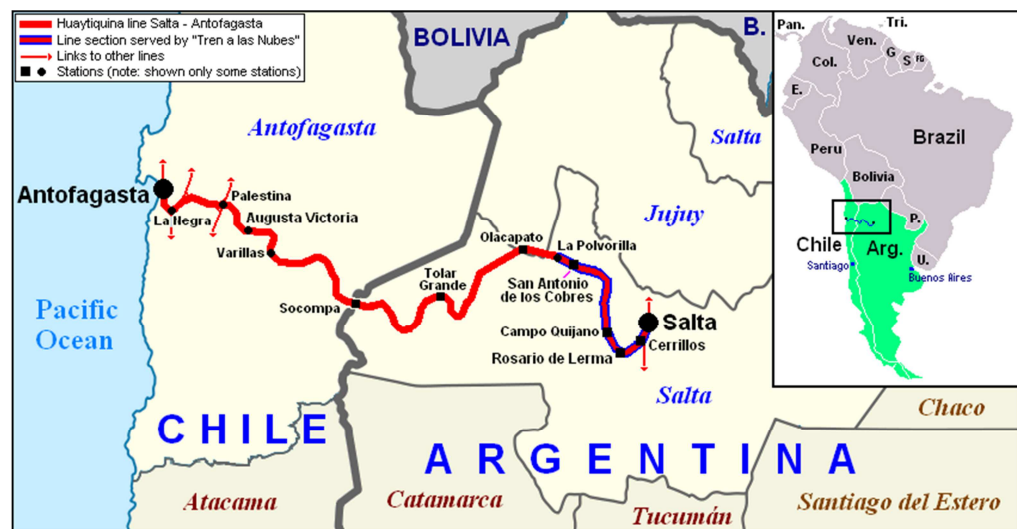 Huaytiquina line Salta - Antofagasta
Line section served by "Tren a las Nubes"
Links to other lines
Stations (note: shown only some stations)
BOLIVIA
B.
Antofagasta
Salta
Jujuy
Antofagasta
La Negra
Palestina
Augusta Victoria
Varillas
Socompa
Tolar
Grande
Olacapato
La Polvorilla
San Antonio
de los Cobres
Campo Quijano
Rosario de Lerma
Cerrillos
Salta
Pacific
Ocean
Salta
CHILE
ARGENTINA
Atacama
Catamarca
Tucumán
Santiago del Estero
Chaco
Pan.
Tri.
Ven.
Col.
G
S
FG
E.
Peru
Brazil
Bolivia
P.
Chile
Arg.
U.
Santiago
Buenos Aires